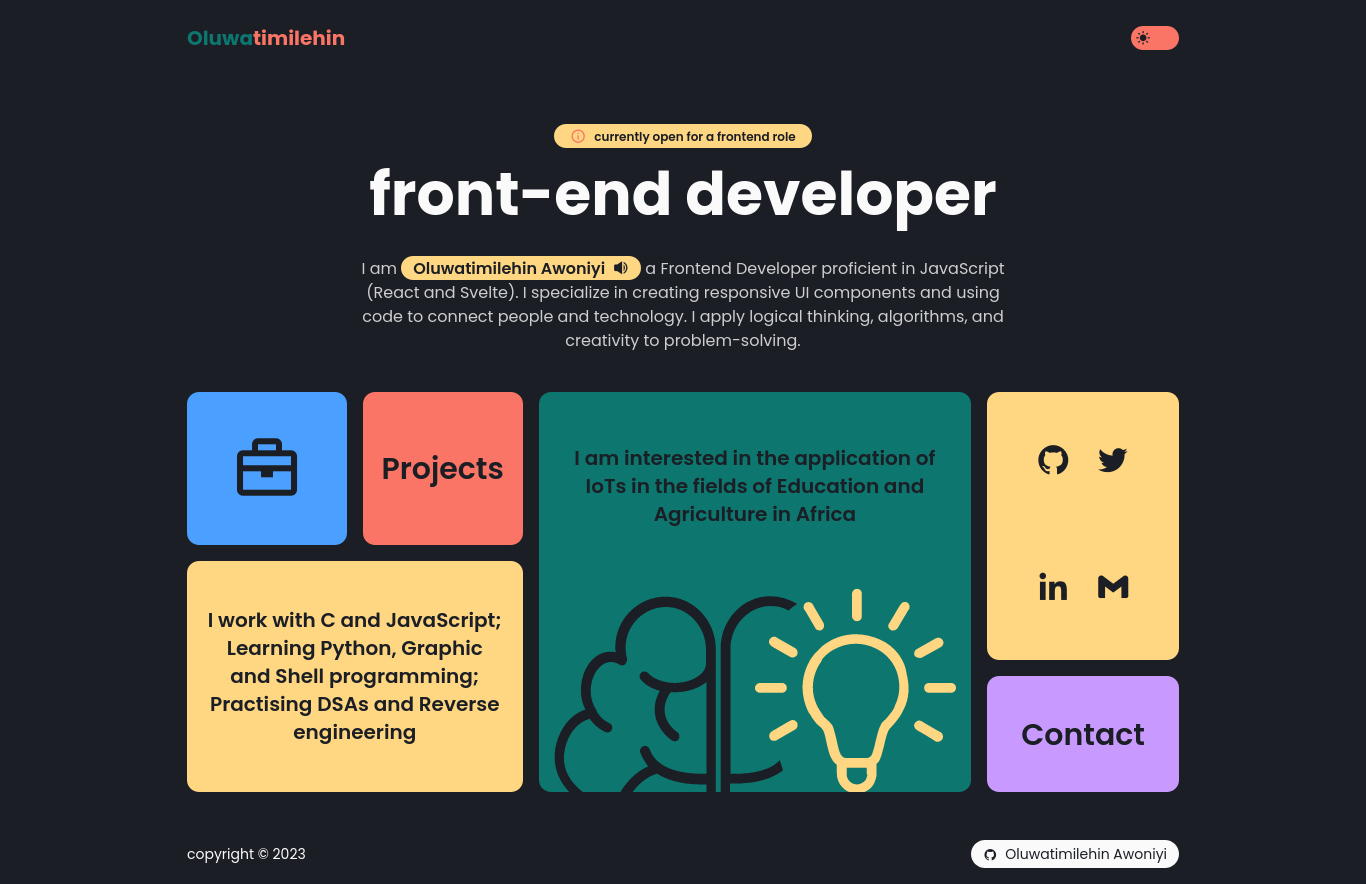 Oluwatimilehin
currently open for a frontend role
front-end developer
I am Oluwatimilehin Awoniyi a Frontend Developer proficient in JavaScript
(React and Svelte). I specialize in creating responsive UI components and using
code to connect people and technology. I apply logical thinking, algorithms, and
creativity to problem-solving.
Projects
I am interested in the application of
IoTs in the fields of Education and
Agriculture in Africa
I work with C and JavaScript;
Learning Python, Graphic
and Shell programming;
Practising DSAs and Reverse
engineering
Contact
copyright © 2023
Oluwatimilehin Awoniyi